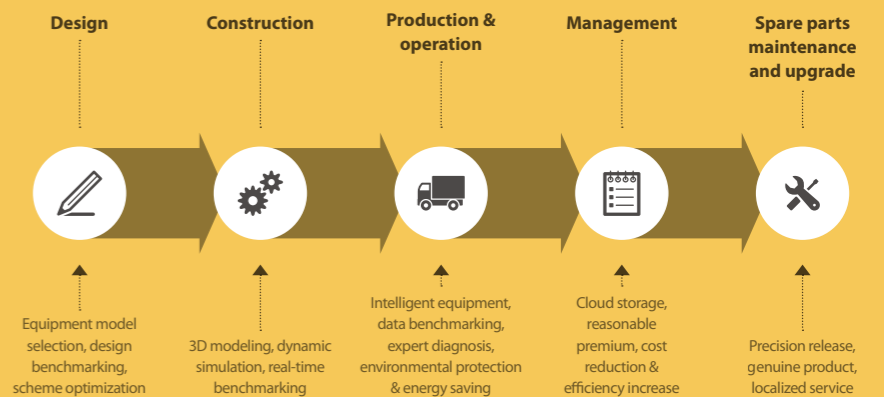 Design
Construction
Production &
operation
Management
Spare parts
maintenance
and upgrade
Equipment model
selection, design
benchmarking,
scheme optimization
3D modeling, dynamic
simulation, real-time
benchmarking
Intelligent equipment,
data benchmarking,
expert diagnosis,
environmental protection
& energy saving
Cloud storage,
reasonable
premium, cost
reduction &
efficiency increase
Precision release,
genuine product,
localized service